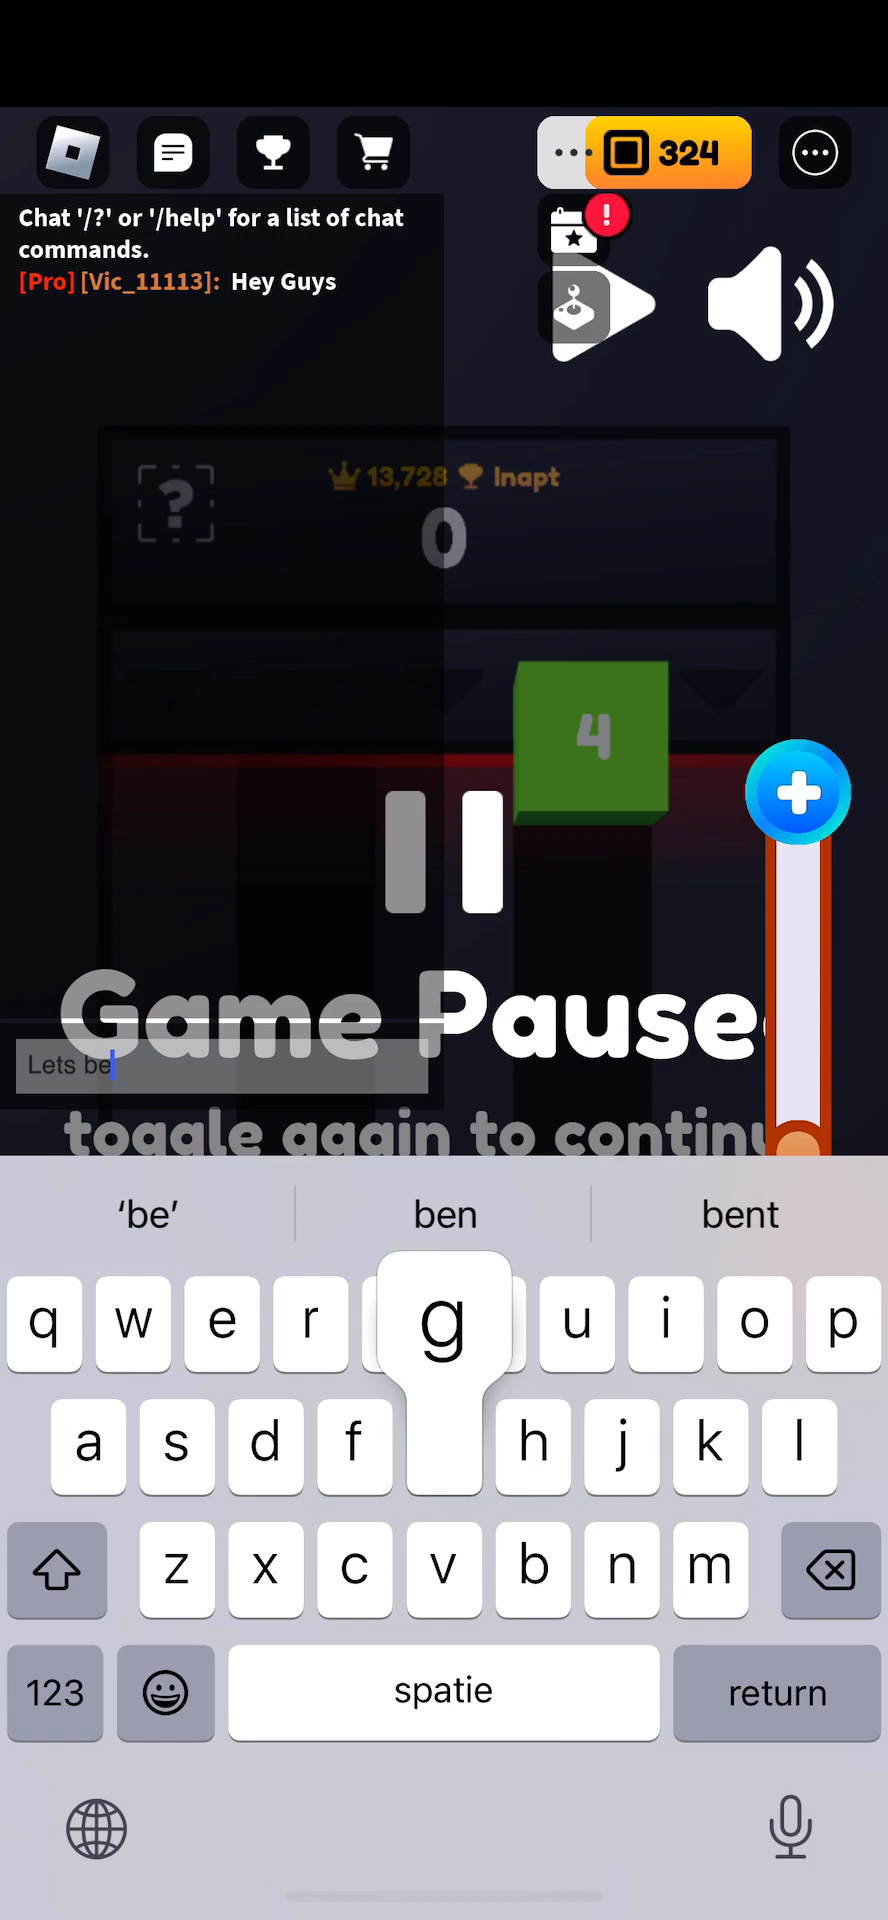 324
Chat '/?' or '/help' for a list of chat
commands.
[Pro] [Vic_11113]: Hey Guys
13,728 Inapt
0
4
Game Pause
Lets be
toggle again to continu
‘be’ ben bent
q w e r g u i o p
a s d f h j k l
z x c v b n m
123 spatie return